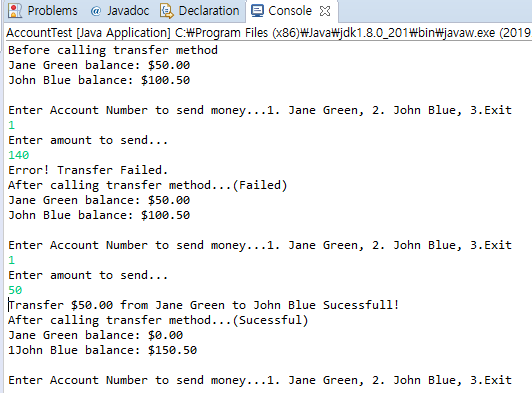 Problems @ Javadoc Declaration Console
AccountTest [Java Application] C:₩Program Files (x86)₩Java₩jdk1.8.0_201₩bin₩javaw.exe (2019
Before calling transfer method
Jane Green balance: $50.00
John Blue balance: $100.50
Enter Account Number to send money...1. Jane Green, 2. John Blue, 3.Exit
1
Enter amount to send...
140
Error! Transfer Failed.
After calling transfer method...(Failed)
Jane Green balance: $50.00
John Blue balance: $100.50
Enter Account Number to send money...1. Jane Green, 2. John Blue, 3.Exit
1
Enter amount to send...
50
Transfer $50.00 from Jane Green to John Blue Sucessfull!
After calling transfer method...(Sucessful)
Jane Green balance: $0.00
1John Blue balance: $150.50
Enter Account Number to send money...1. Jane Green, 2. John Blue, 3.Exit